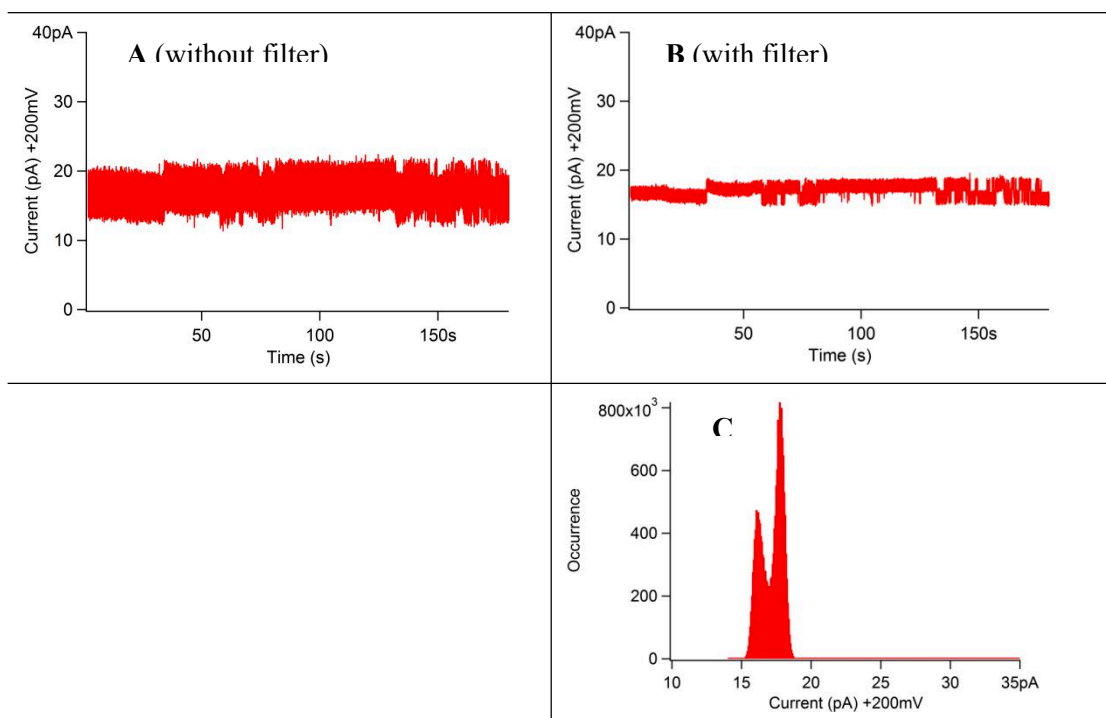 A (without filter)
40pA
30
20
10
0
Current (pA) +200mV
50
100
150s
Time (s)
B (with filter)
40pA
30
20
10
0
Current (pA) +200mV
50
100
150s
Time (s)
C
800x10³
600
400
200
0
Occurrence
10
15
20
25
30
35pA
Current (pA) +200mV